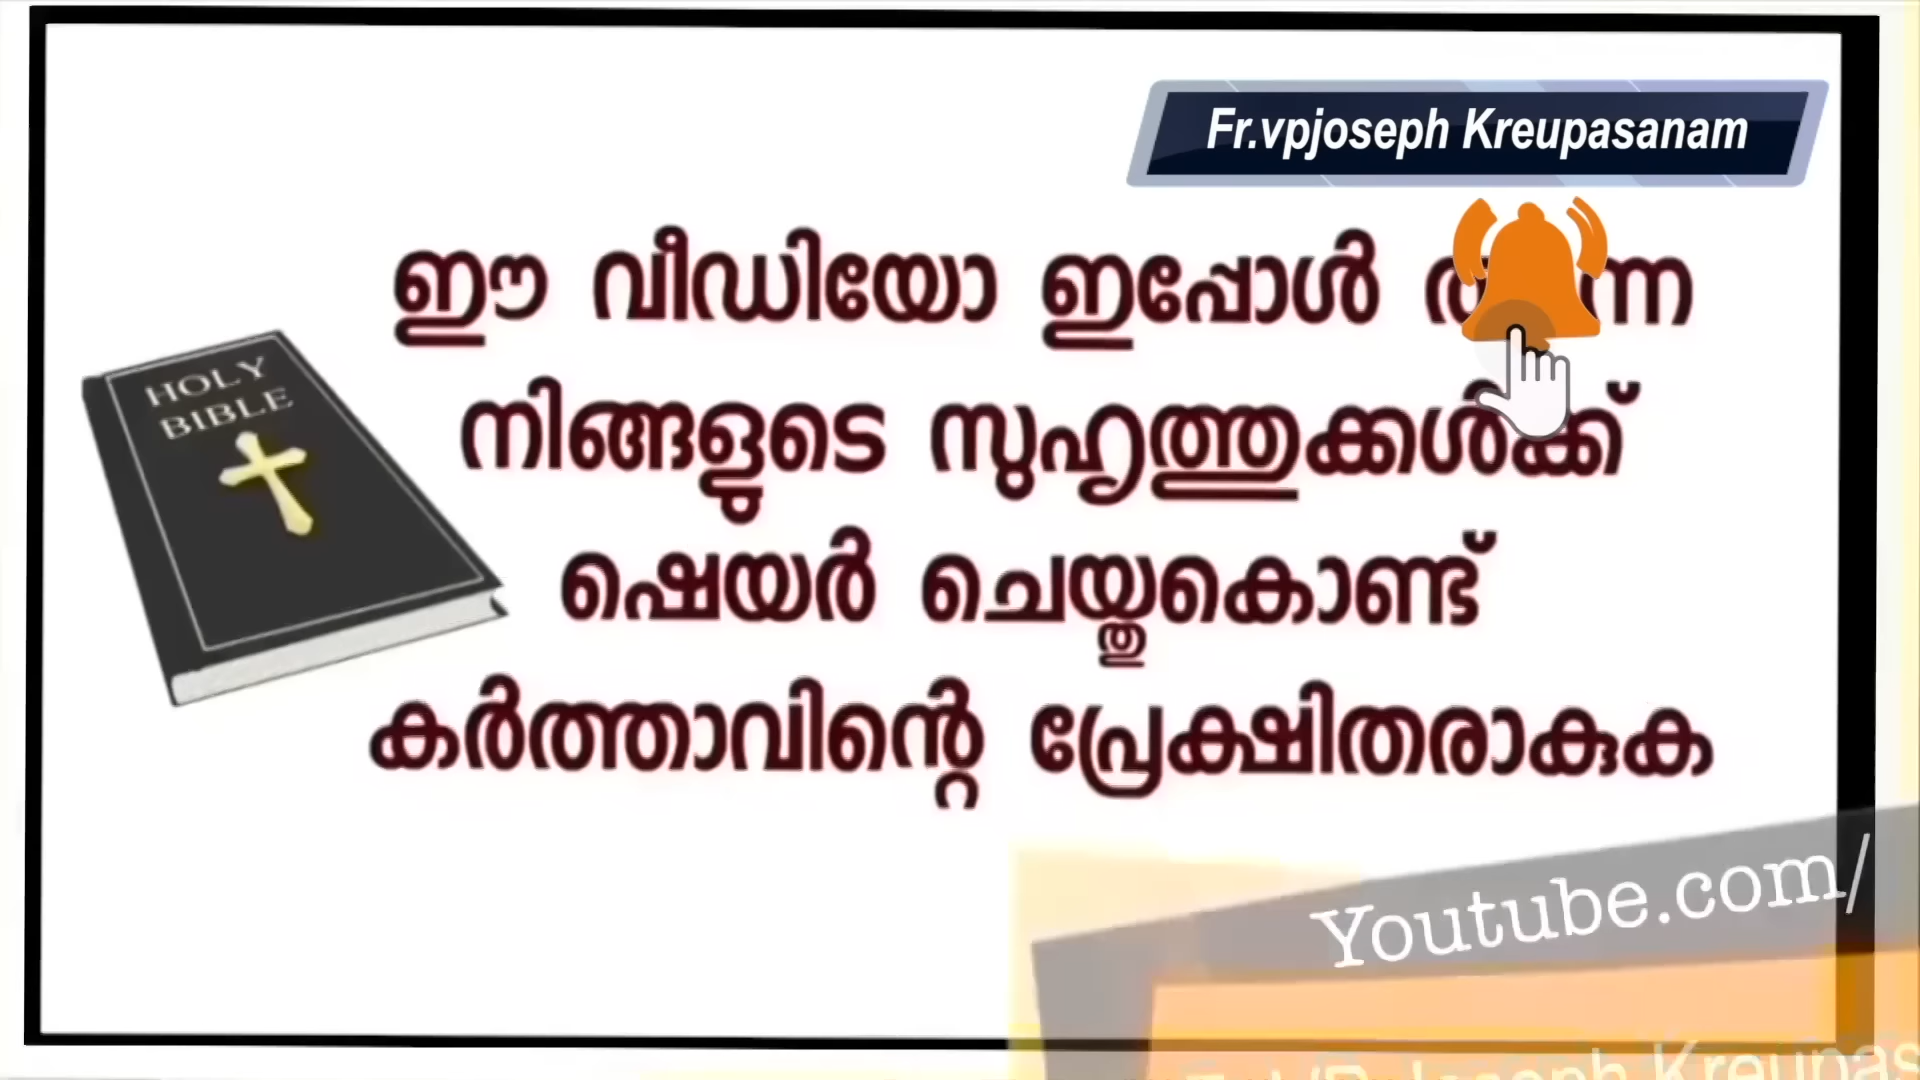 Fr.vpjoseph Kreupasanam
ഈ വീഡിയോ ഇപ്പോൾ
നിങ്ങളുടെ സുഹൃത്തുക്കൾക്ക്
ഷെയർ ചെയ്തുകൊണ്ട്
കർത്താവിന്റെ പ്രേക്ഷിതരാകുക
HOLY
BIBLE
Youtube.com/